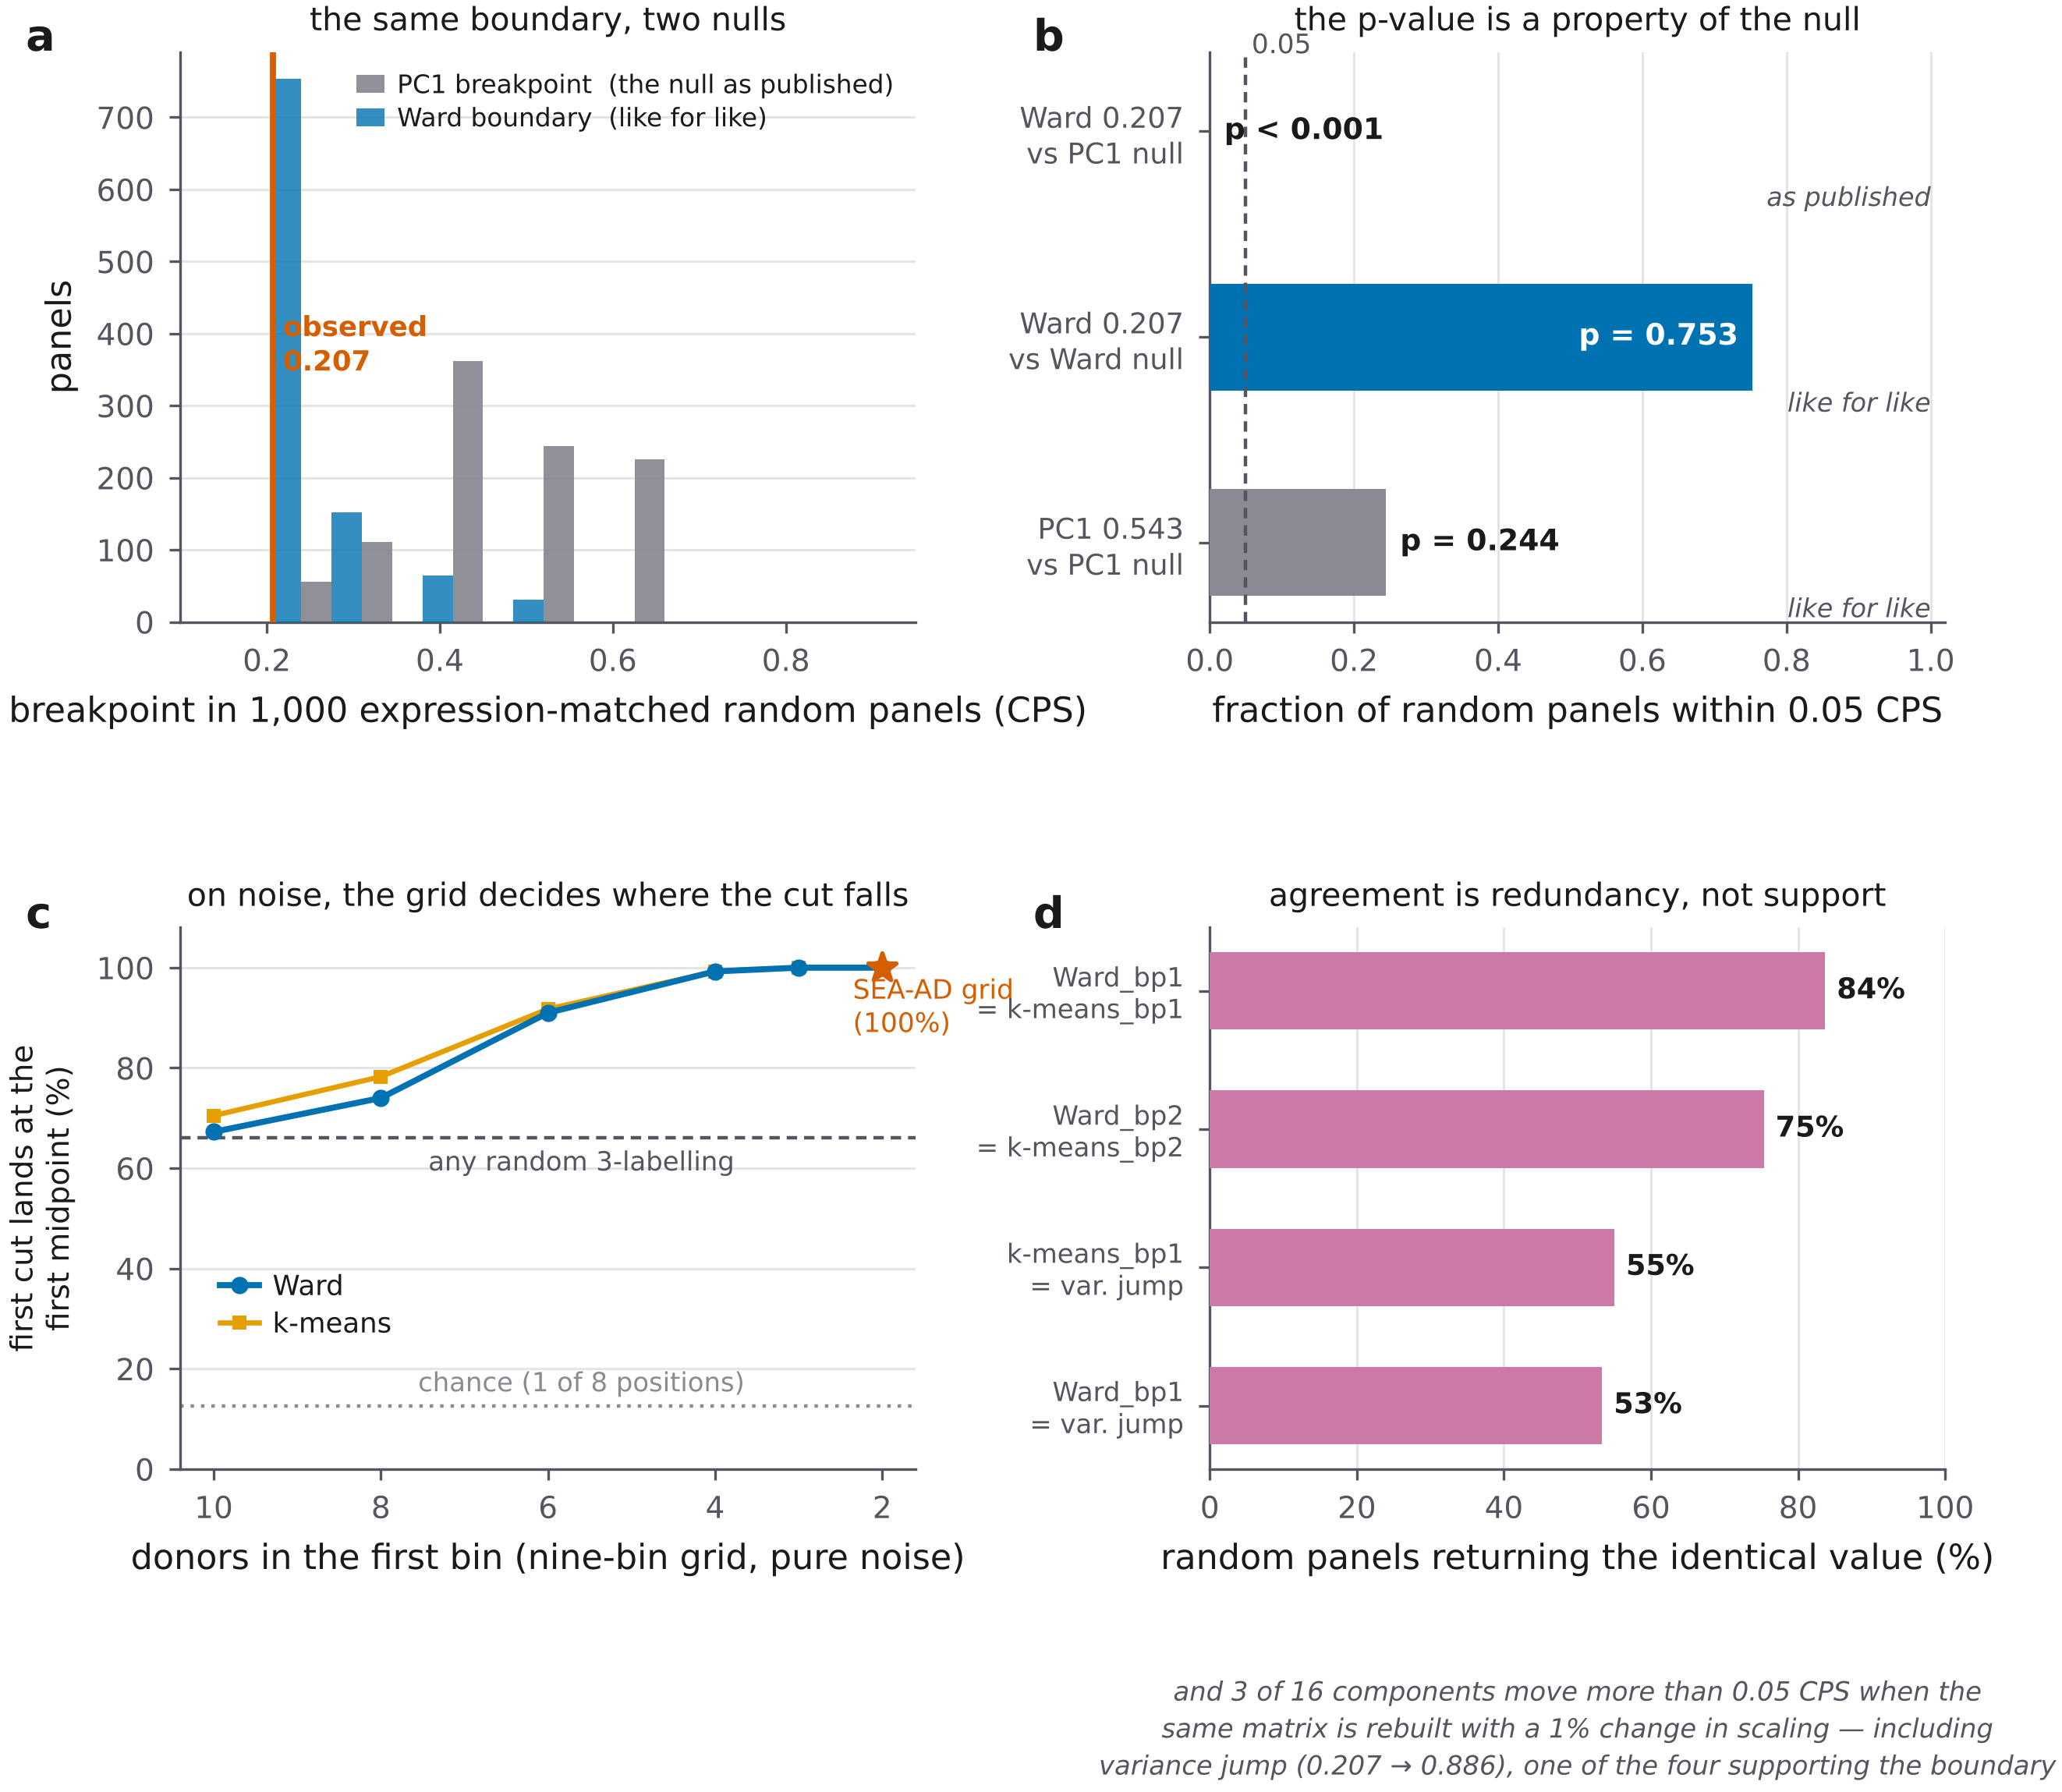 a
the same boundary, two nulls
PC1 breakpoint (the null as published)
Ward boundary (like for like)
observed
0.207
panels
700
600
500
400
300
200
100
0
0.2
0.4
0.6
0.8
breakpoint in 1,000 expression-matched random panels (CPS)
b
the p-value is a property of the null
0.05
Ward 0.207
vs PC1 null
p < 0.001
as published
Ward 0.207
vs Ward null
p = 0.753
like for like
PC1 0.543
vs PC1 null
p = 0.244
like for like
0.0
0.2
0.4
0.6
0.8
1.0
fraction of random panels within 0.05 CPS
c
on noise, the grid decides where the cut falls
first cut lands at the
first midpoint (%)
100
80
60
40
20
0
SEA-AD grid
(100%)
any random 3-labelling
Ward
k-means
chance (1 of 8 positions)
10
8
6
4
2
donors in the first bin (nine-bin grid, pure noise)
d
agreement is redundancy, not support
Ward_bp1
= k-means_bp1
84%
Ward_bp2
= k-means_bp2
75%
k-means_bp1
= var. jump
55%
Ward_bp1
= var. jump
53%
0
20
40
60
80
100
random panels returning the identical value (%)
and 3 of 16 components move more than 0.05 CPS when the
same matrix is rebuilt with a 1% change in scaling — including
variance jump (0.207 → 0.886), one of the four supporting the boundary